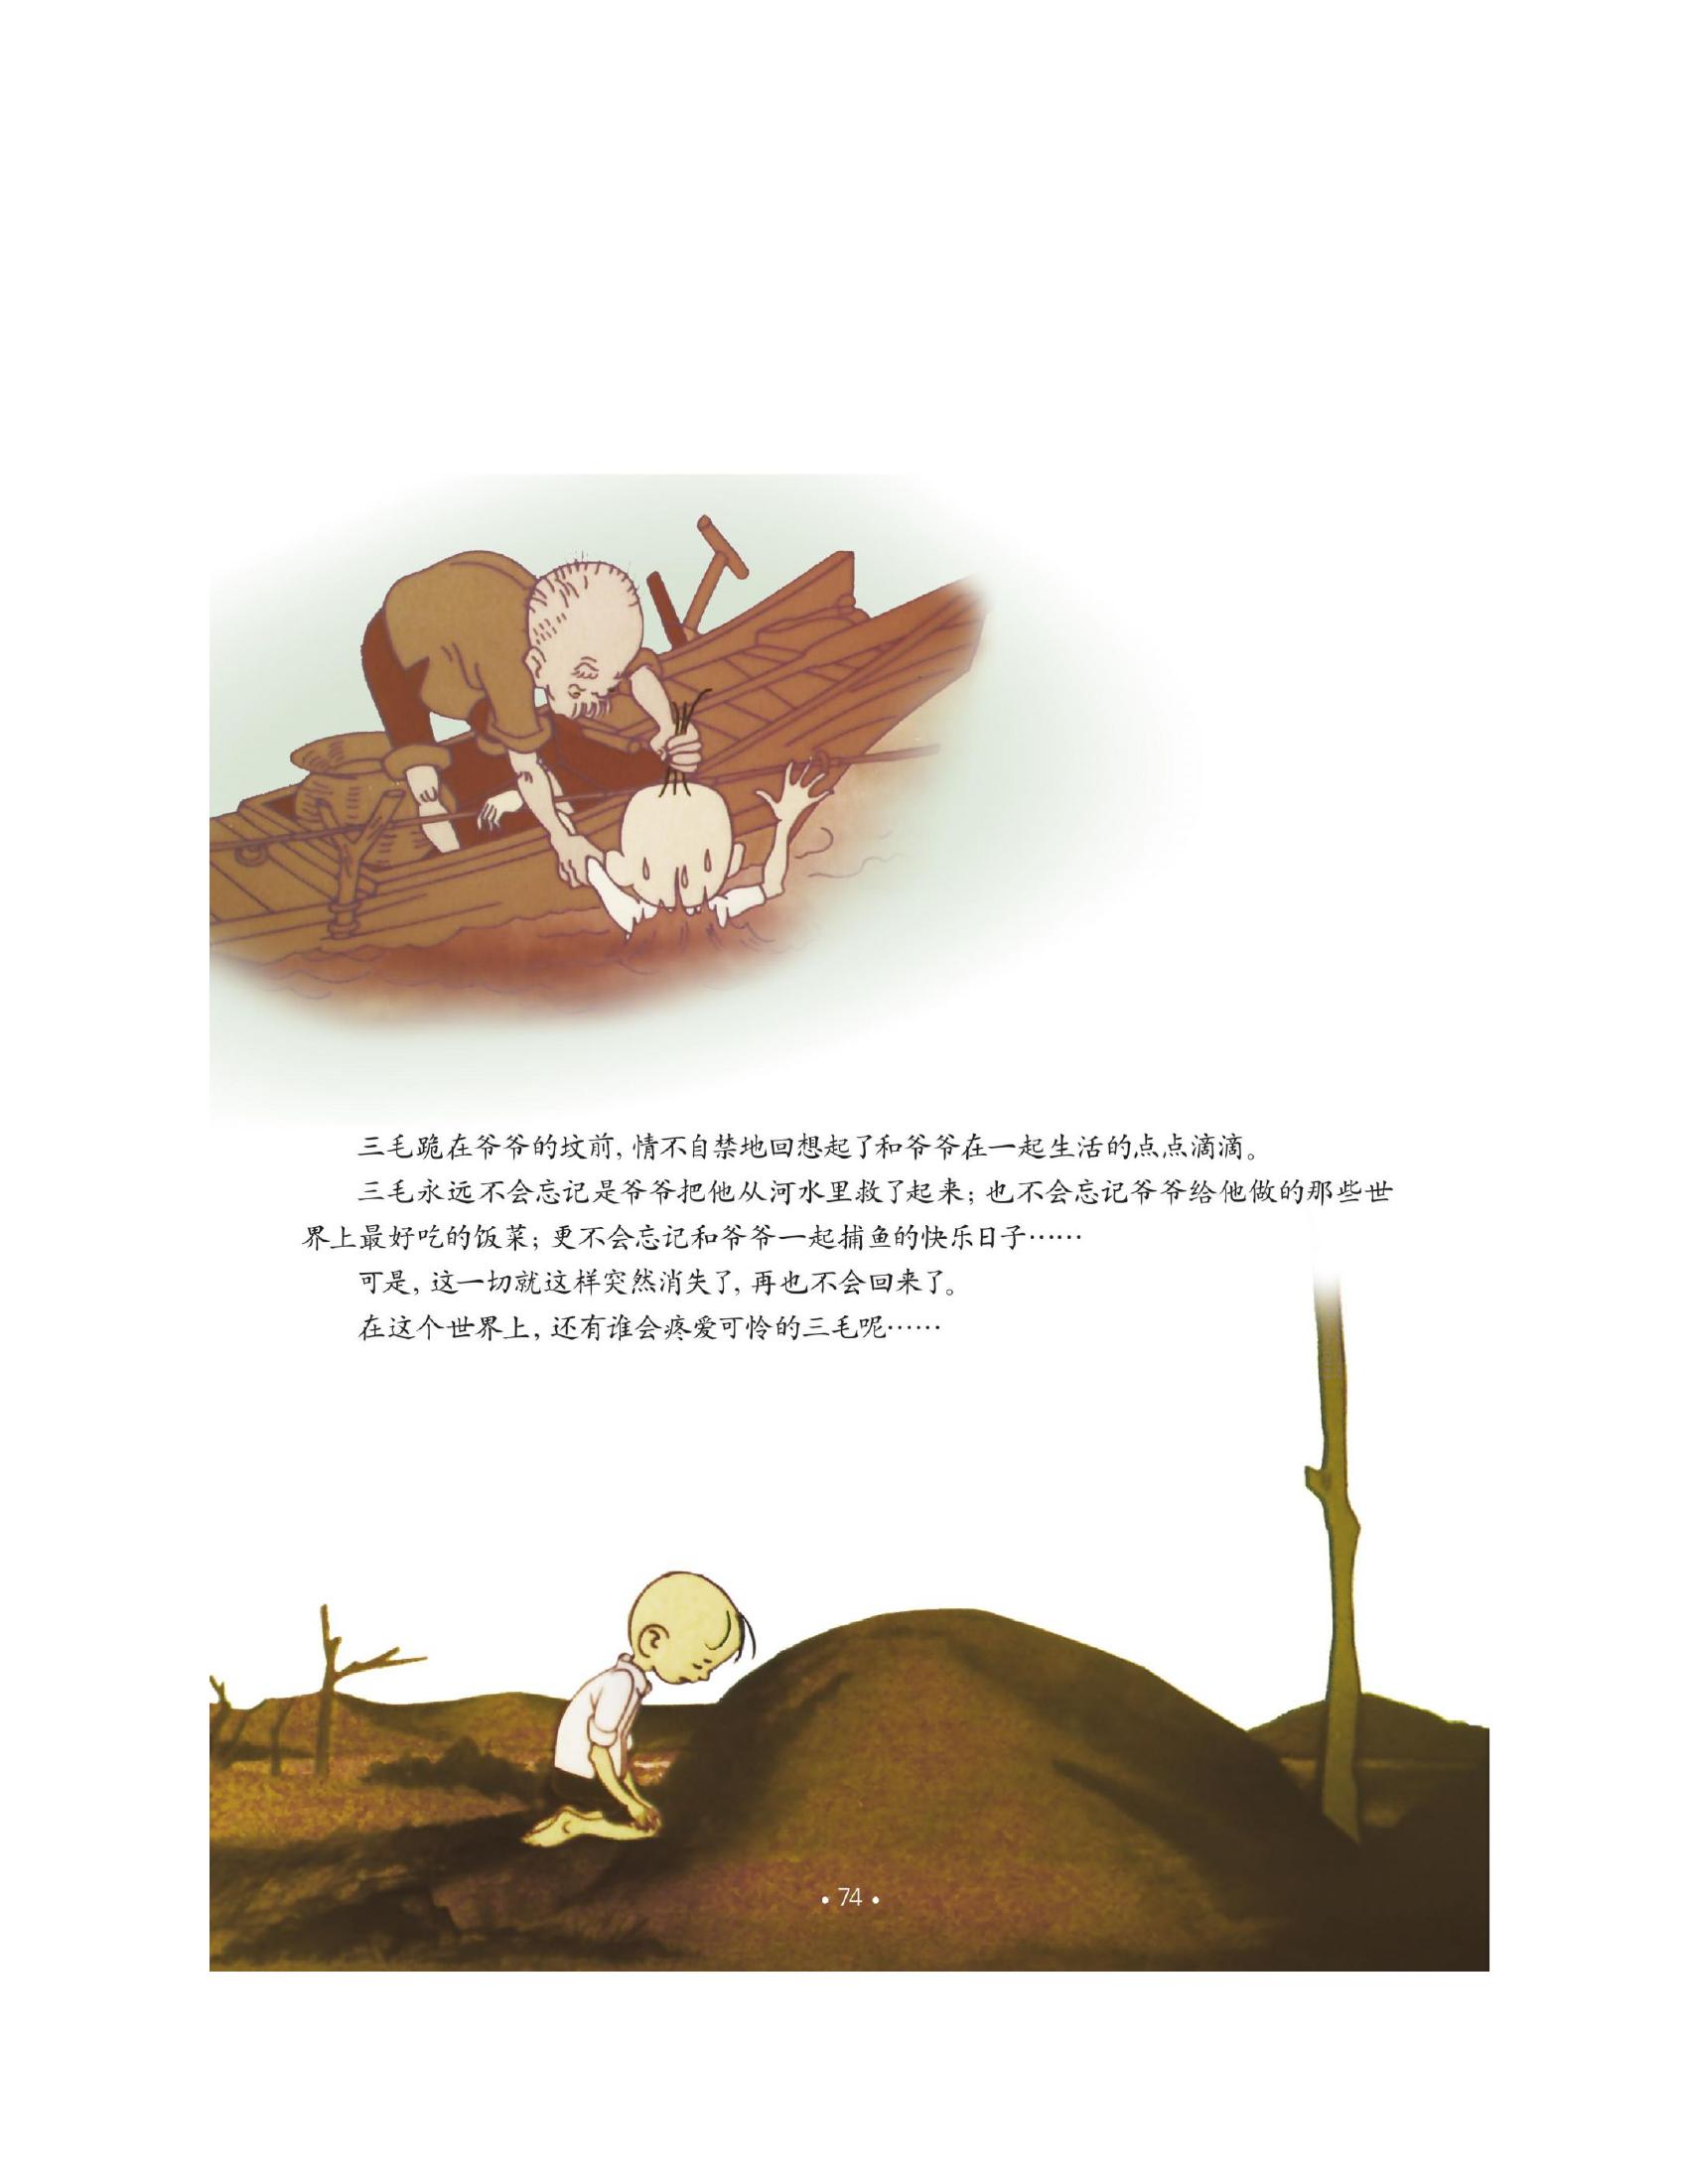 三毛跪在爷爷的坟前，情不自禁地回想起了和爷爷在一起生活的点点滴滴。
三毛永远不会忘记是爷爷把他从河水里救了起来；也不会忘记爷爷给他做的那些世
界上最好吃的饭菜；更不会忘记和爷爷一起捕鱼的快乐日子……
可是，这一切就这样突然消失了，再也不会回来了。
在这个世界上，还有谁会疼爱可怜的三毛呢……
• 74 •